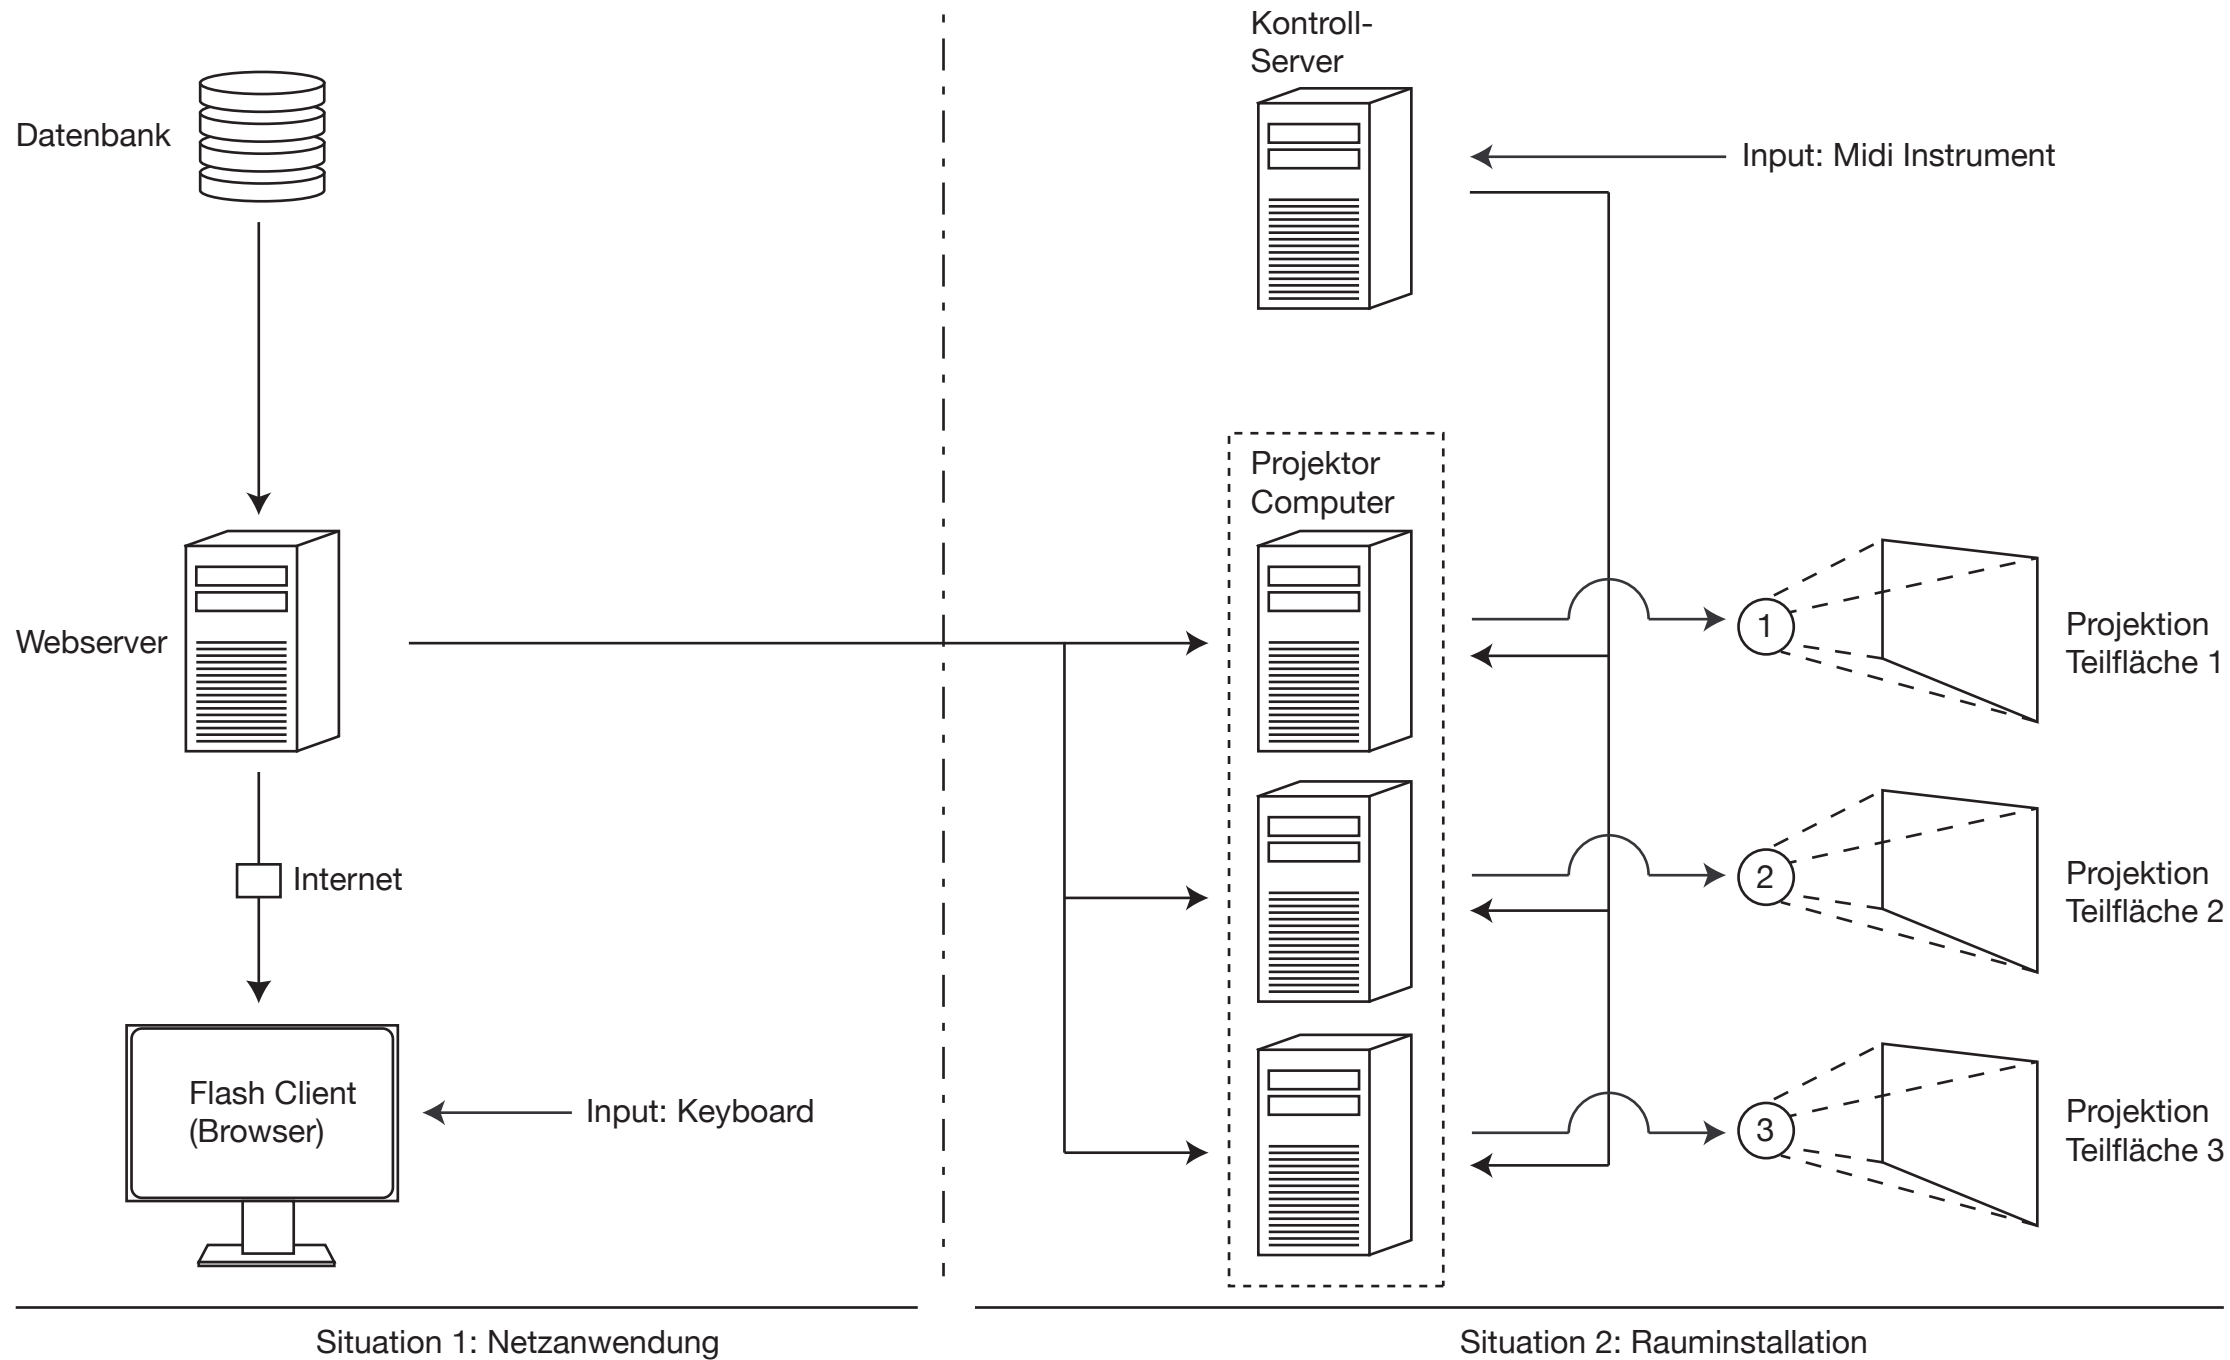 Kontroll-
Server
Datenbank
Input: Midi Instrument
Projektor
Computer
Webserver
1
Projektion
Teilfläche 1
Internet
2
Projektion
Teilfläche 2
Flash Client
(Browser)
Input: Keyboard
3
Projektion
Teilfläche 3
Situation 1: Netzanwendung
Situation 2: Rauminstallation